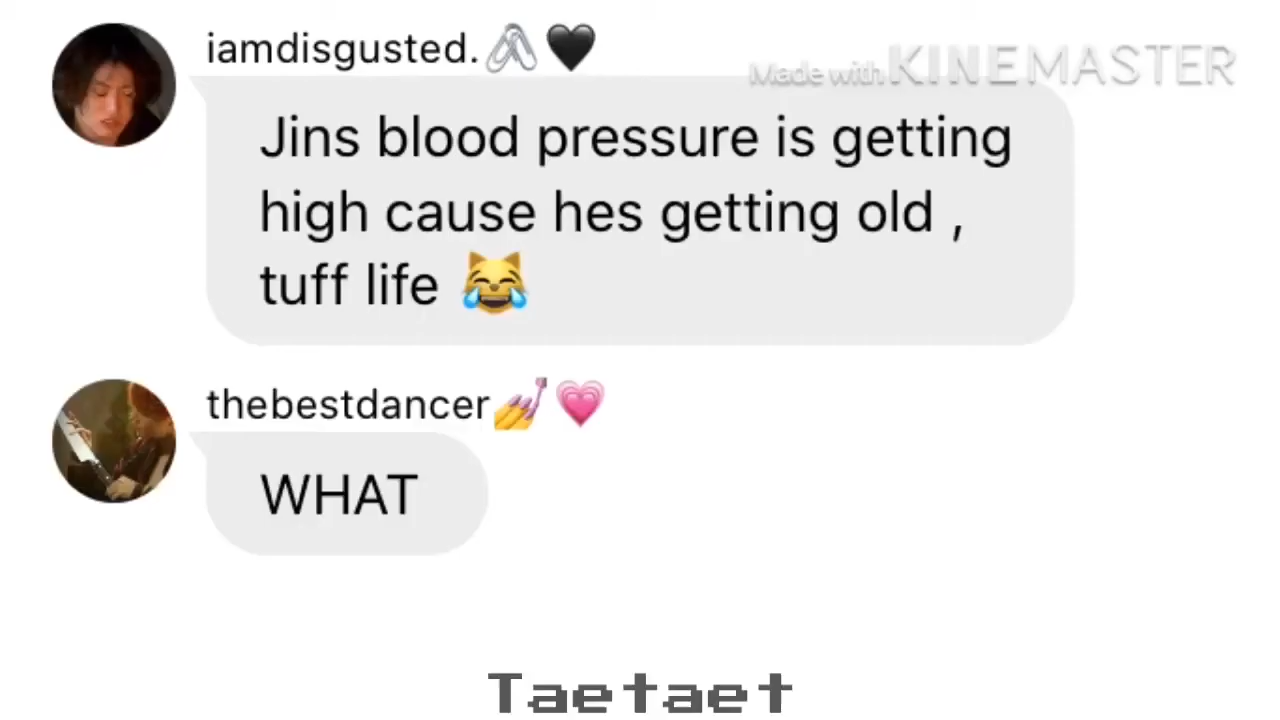 iamdisgusted.🖇️🖤
Made with KINEMASTER
Jins blood pressure is getting
high cause hes getting old ,
tuff life 😹
thebestdancer💅💗
WHAT
Taetaet